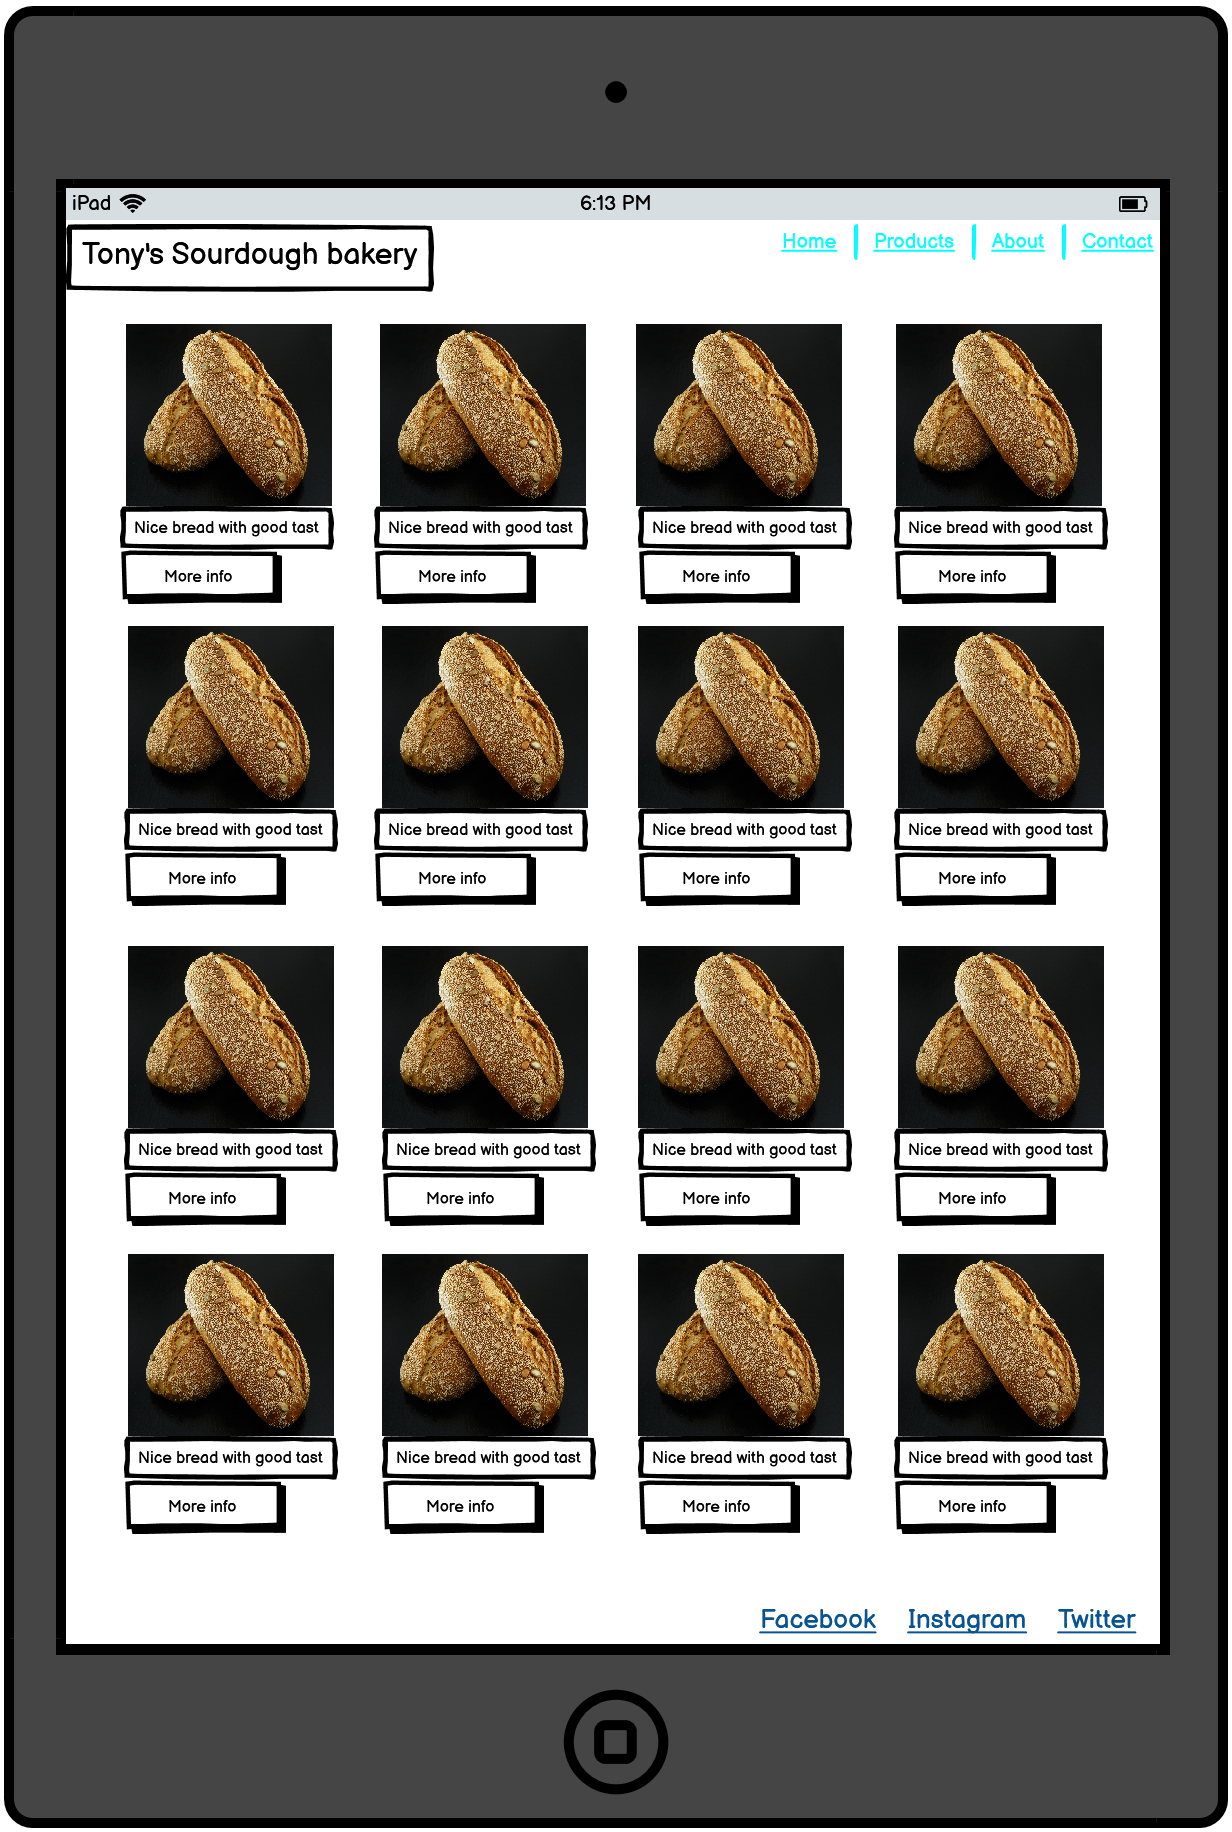 iPad 6:13 PM
Tony's Sourdough bakery
Home Products About Contact
Nice bread with good tast Nice bread with good tast Nice bread with good tast Nice bread with good tast
More info More info More info More info
Nice bread with good tast Nice bread with good tast Nice bread with good tast Nice bread with good tast
More info More info More info More info
Nice bread with good tast Nice bread with good tast Nice bread with good tast Nice bread with good tast
More info More info More info More info
Nice bread with good tast Nice bread with good tast Nice bread with good tast Nice bread with good tast
More info More info More info More info
Facebook Instagram Twitter